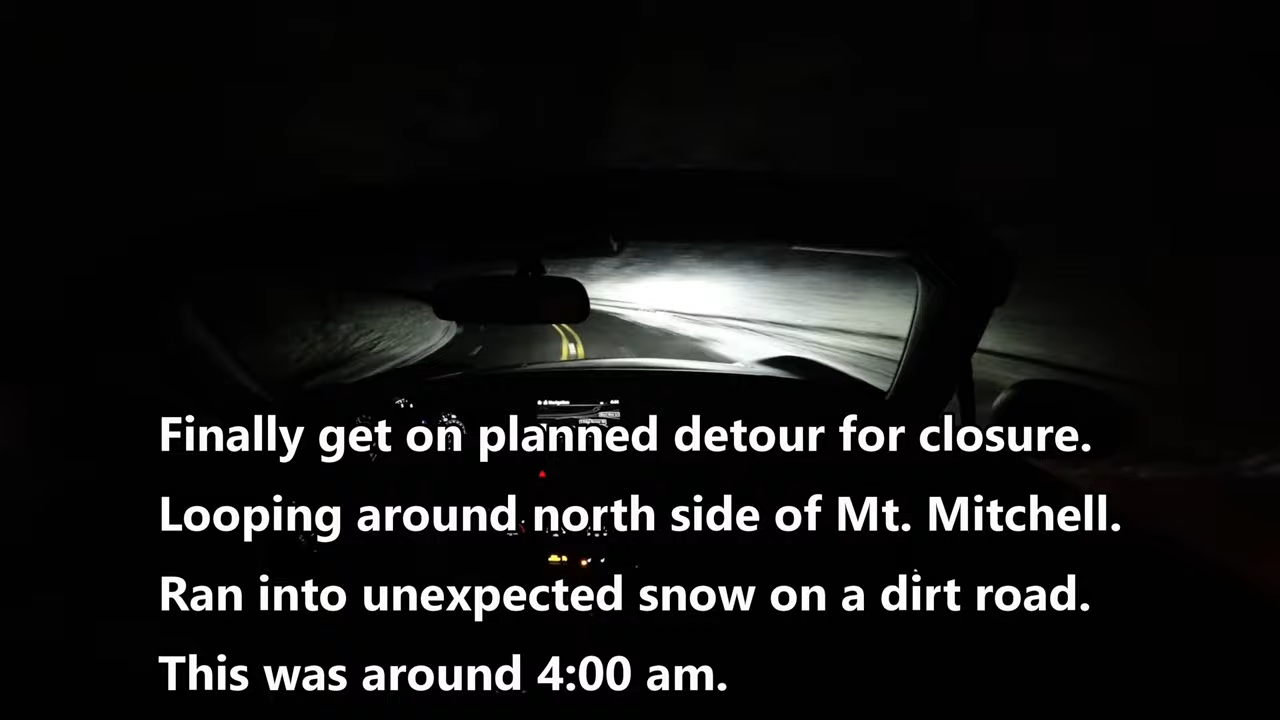 Finally get on planned detour for closure.
Looping around north side of Mt. Mitchell.
Ran into unexpected snow on a dirt road.
This was around 4:00 am.